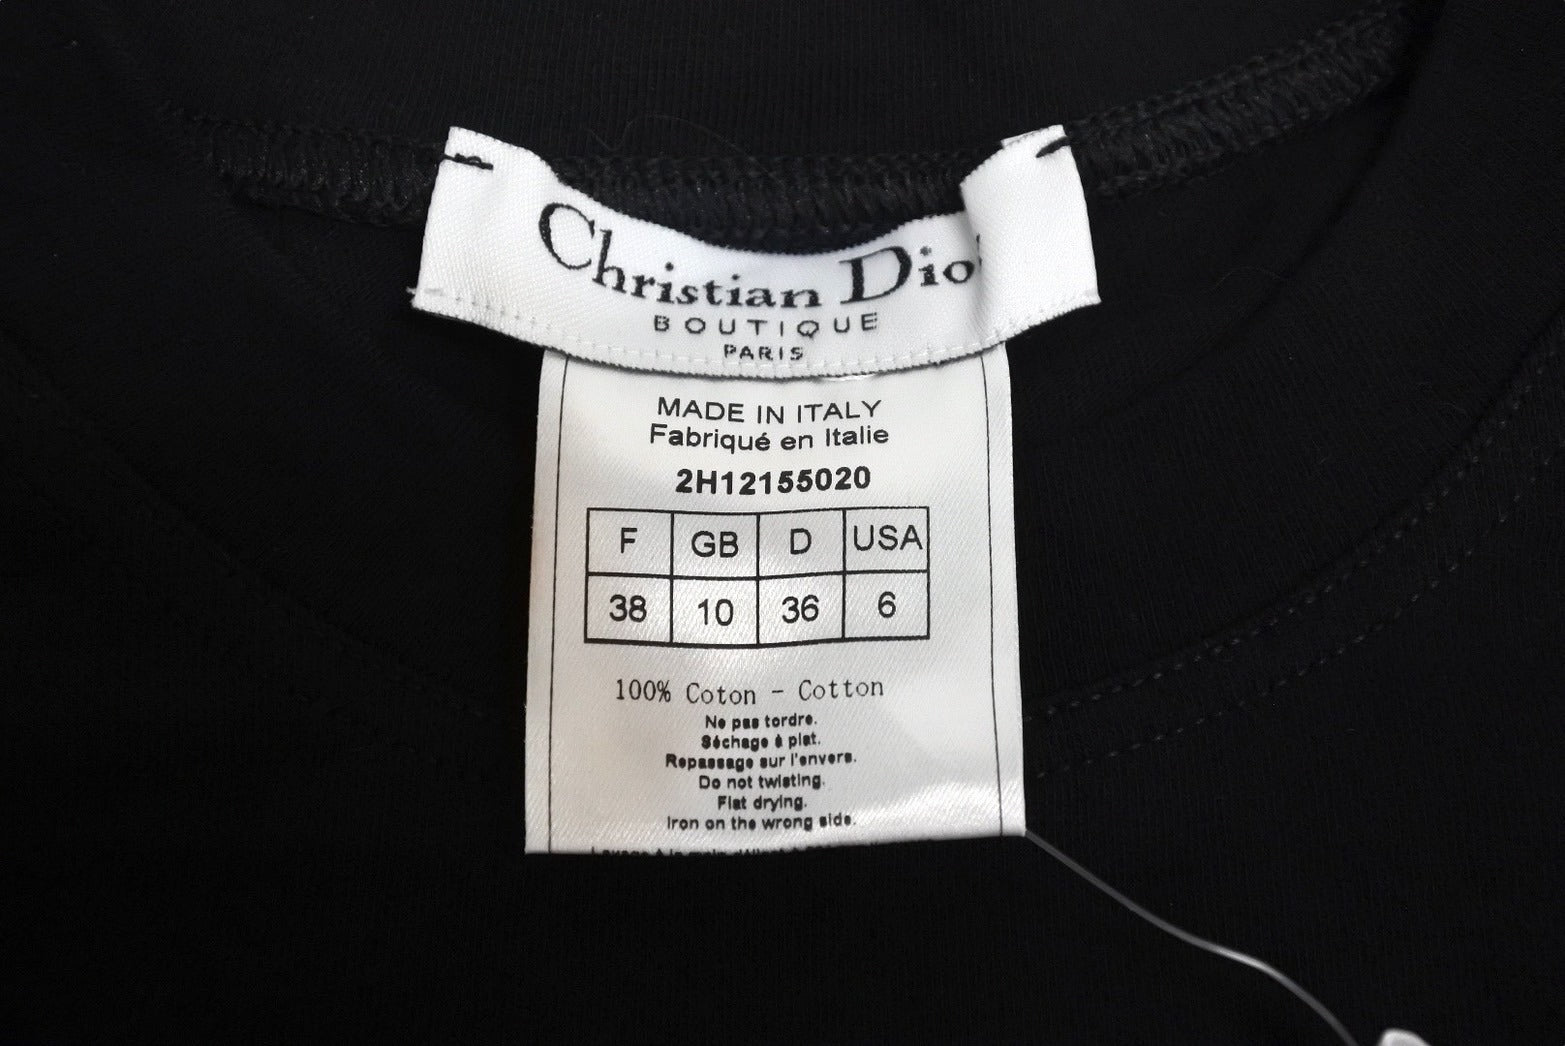 Christian Dio
BOUTIQUE
PARIS
MADE IN ITALY
Fabriqué en Italie
2H12155020
F GB D USA
38 10 36 6
100% Coton - Cotton
Ne pas tordre.
Séchage à plat.
Repassage sur l'envers.
Do not twisting.
Flat drying.
Iron on the wrong side.